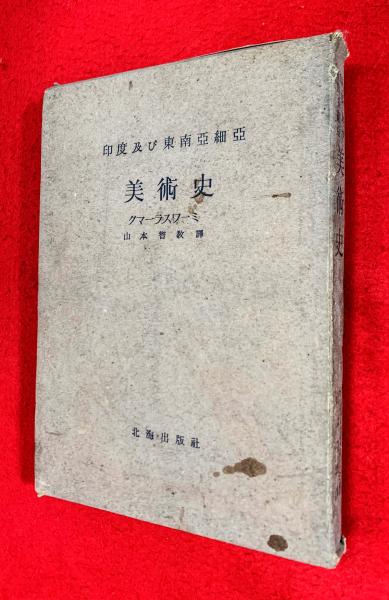 印度及び東南亞細亞
美術史
クマーラスワーミ
山本智教譯
北海出版社
美術史